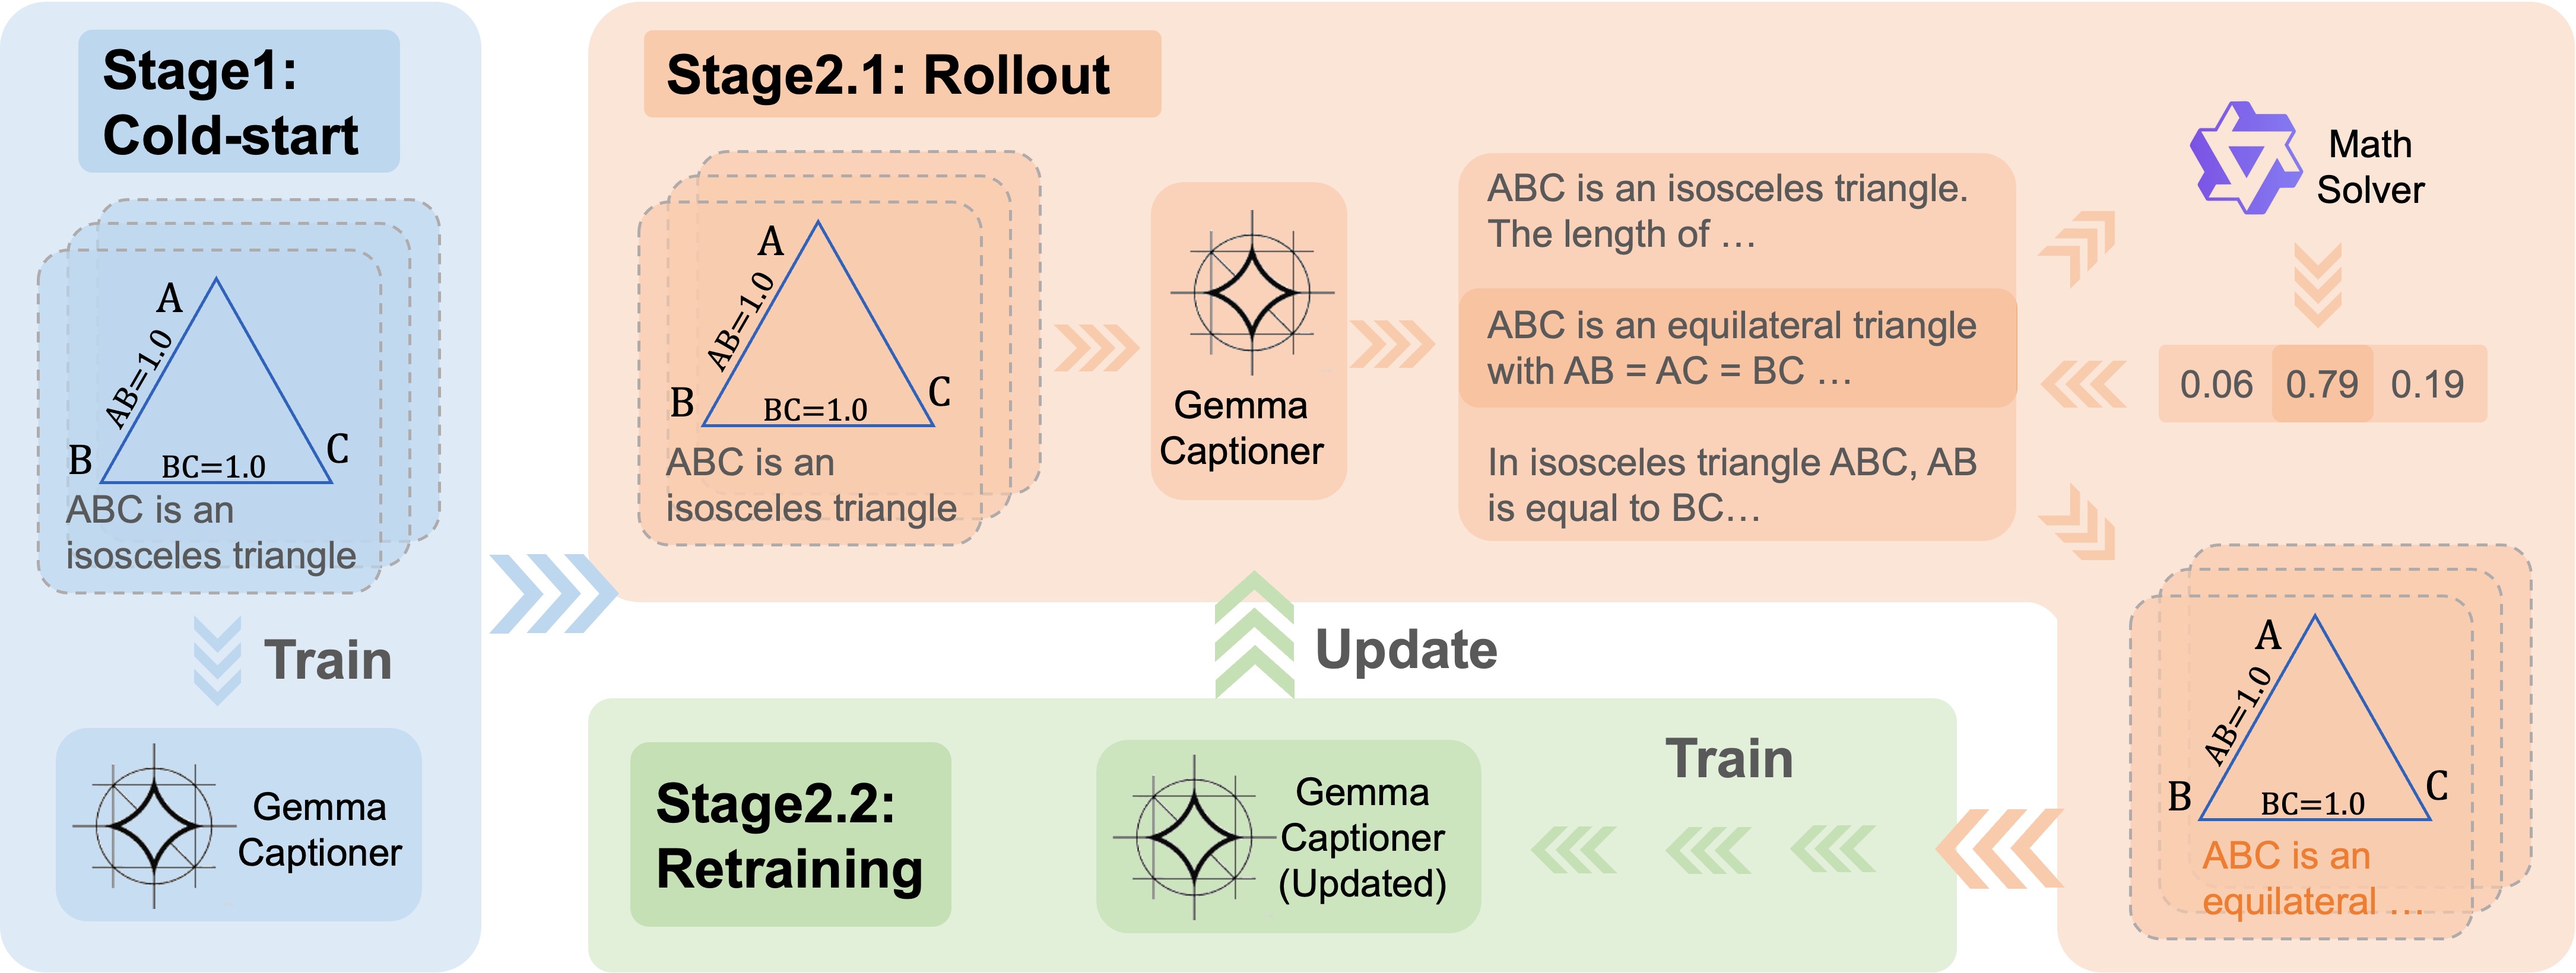 Stage1:
Cold-start
A
AB=1.0
B
C
BC=1.0
ABC is an
isosceles triangle
Train
Gemma
Captioner
Stage2.1: Rollout
A
AB=1.0
B
C
BC=1.0
ABC is an
isosceles triangle
Gemma
Captioner
ABC is an isosceles triangle.
The length of …
ABC is an equilateral triangle
with AB = AC = BC …
In isosceles triangle ABC, AB
is equal to BC…
Math
Solver
0.06 0.79 0.19
A
AB=1.0
B
C
BC=1.0
ABC is an
equilateral …
Update
Stage2.2:
Retraining
Gemma
Captioner
(Updated)
Train